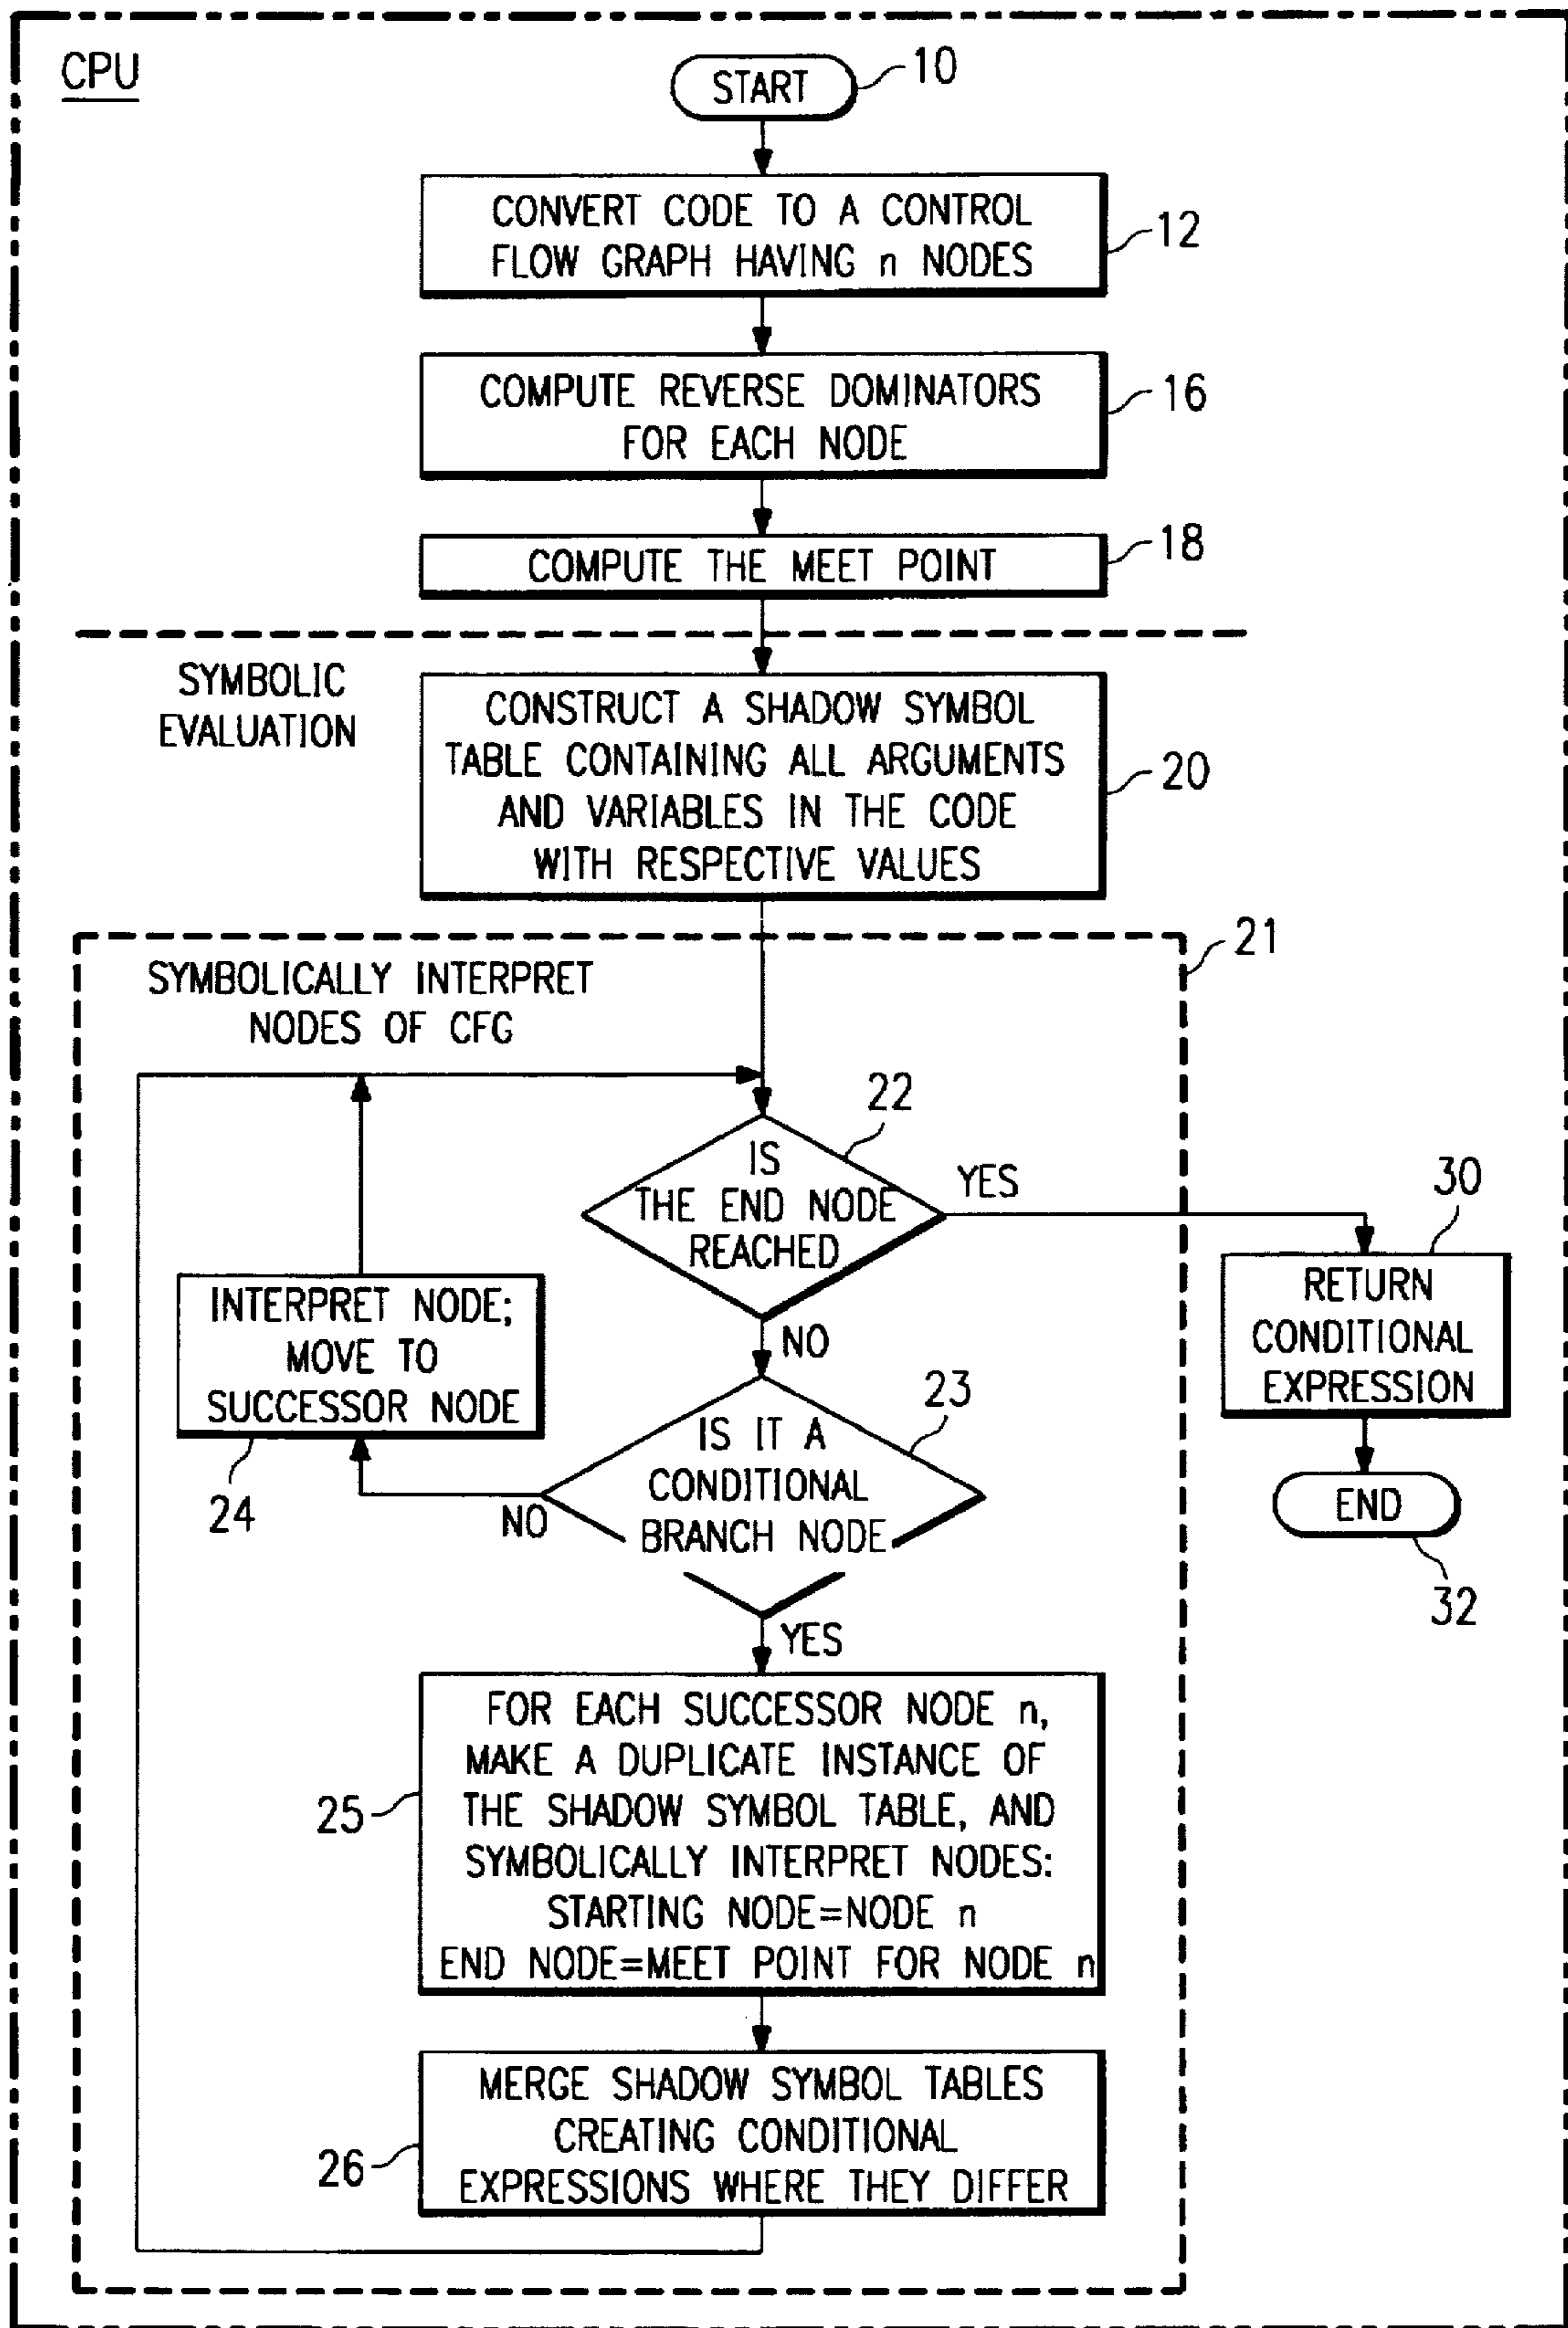 CPU
START
10
CONVERT CODE TO A CONTROL
FLOW GRAPH HAVING n NODES
12
COMPUTE REVERSE DOMINATORS
FOR EACH NODE
16
COMPUTE THE MEET POINT
18
SYMBOLIC
EVALUATION
CONSTRUCT A SHADOW SYMBOL
TABLE CONTAINING ALL ARGUMENTS
AND VARIABLES IN THE CODE
WITH RESPECTIVE VALUES
20
21
SYMBOLICALLY INTERPRET
NODES OF CFG
22
IS
THE END NODE
REACHED
YES
NO
30
RETURN
CONDITIONAL
EXPRESSION
INTERPRET NODE;
MOVE TO
SUCCESSOR NODE
24
23
IS IT A
CONDITIONAL
BRANCH NODE
NO
YES
END
32
FOR EACH SUCCESSOR NODE n,
MAKE A DUPLICATE INSTANCE OF
THE SHADOW SYMBOL TABLE, AND
SYMBOLICALLY INTERPRET NODES:
STARTING NODE=NODE n
END NODE=MEET POINT FOR NODE n
25
MERGE SHADOW SYMBOL TABLES
CREATING CONDITIONAL
EXPRESSIONS WHERE THEY DIFFER
26